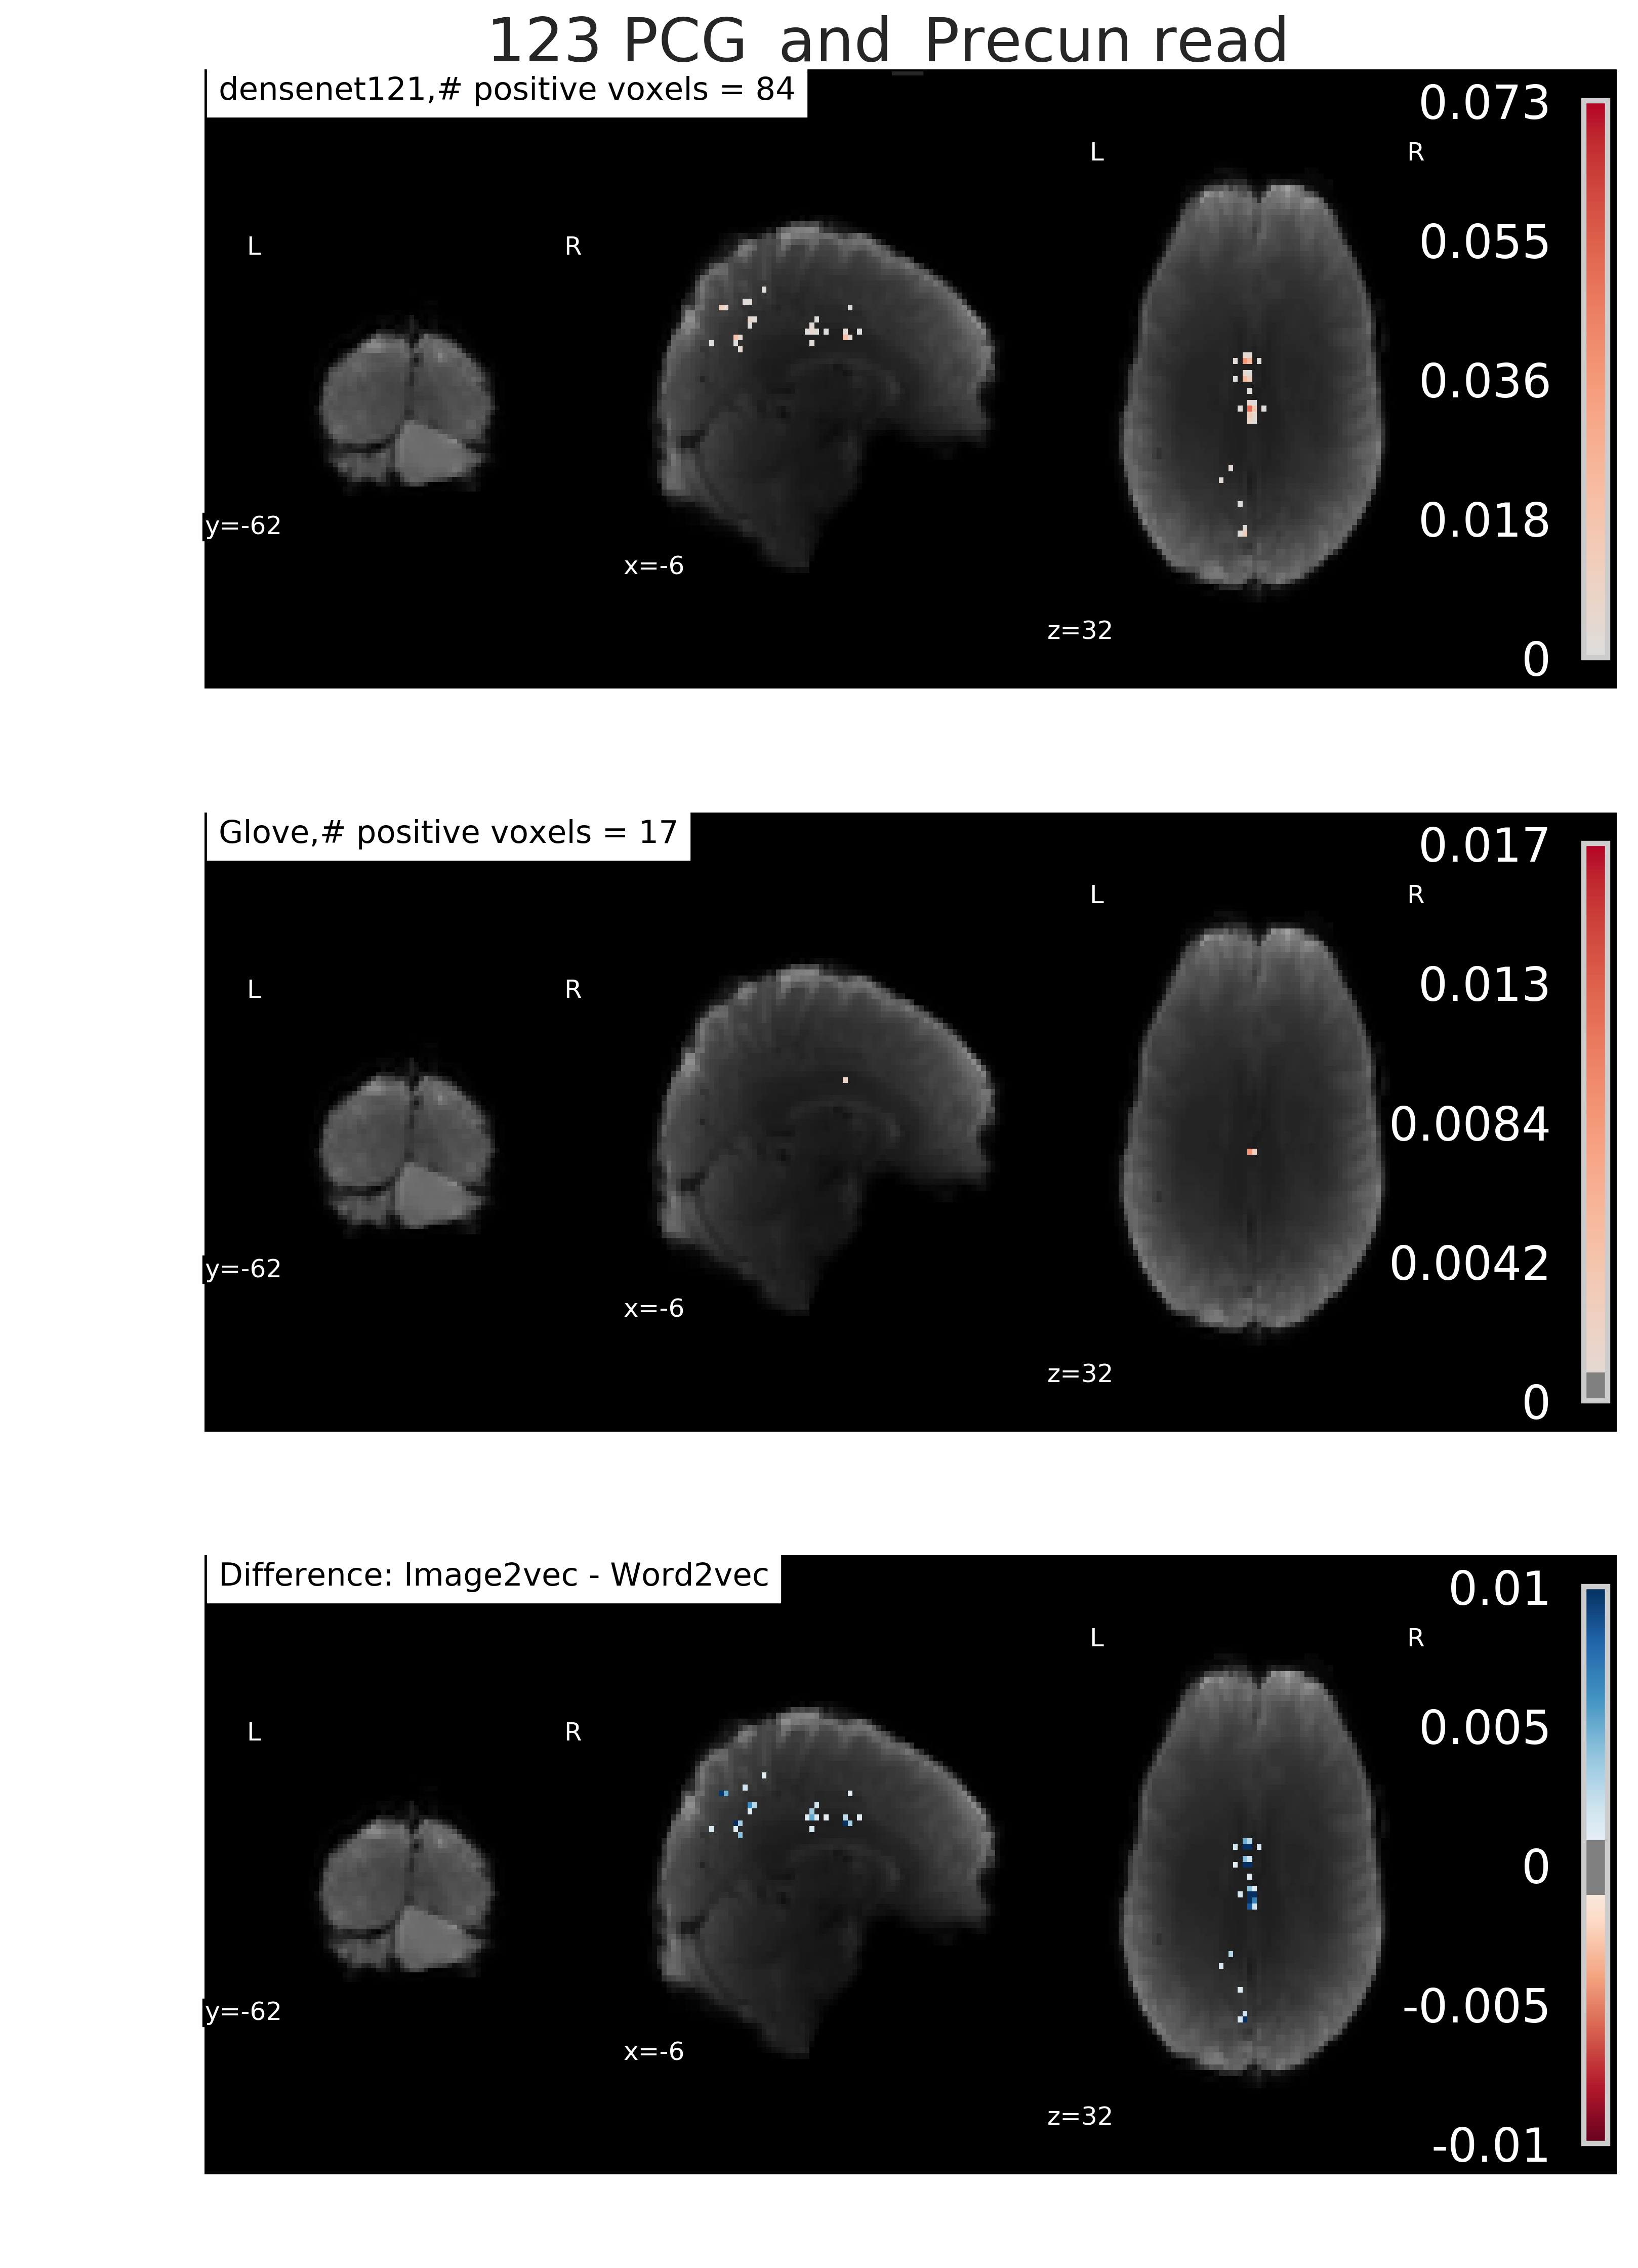 123 PCG_and_Precun read
densenet121,# positive voxels = 84
0.073
L
R
0.055
L
R
0.036
0.018
y=-62
x=-6
z=32
0
Glove,# positive voxels = 17
0.017
L
R
0.013
L
R
0.0084
0.0042
y=-62
x=-6
z=32
0
Difference: Image2vec - Word2vec
0.01
L
R
0.005
L
R
0
-0.005
y=-62
x=-6
z=32
-0.01